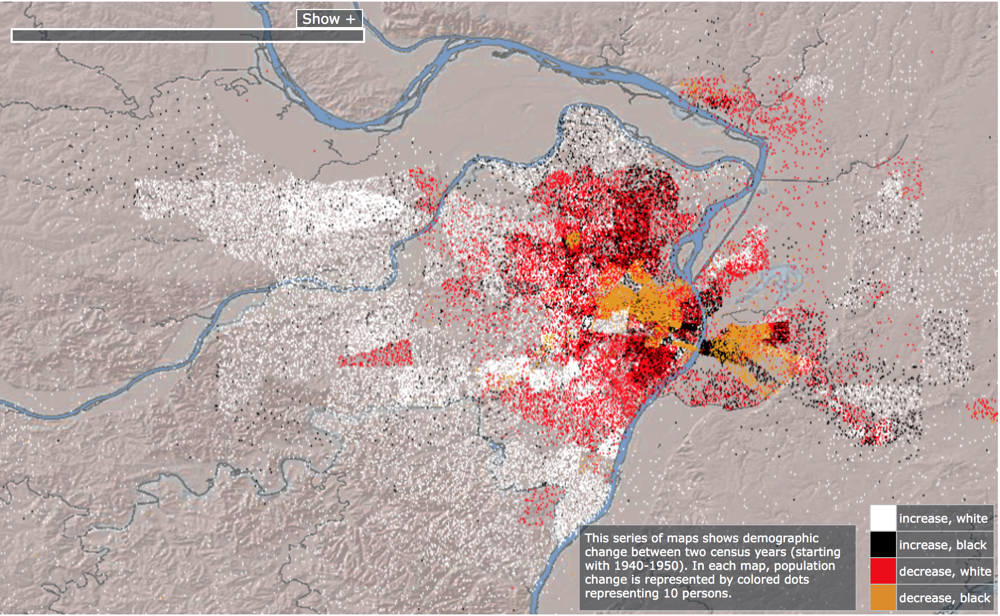 Show +
This series of maps shows demographic
change between two census years (starting
with 1940-1950). In each map, population
change is represented by colored dots
representing 10 persons.
increase, white
increase, black
decrease, white
decrease, black